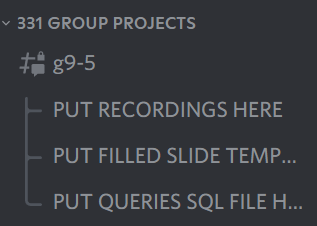 331 GROUP PROJECTS
g9-5
PUT RECORDINGS HERE
PUT FILLED SLIDE TEMP...
PUT QUERIES SQL FILE H...